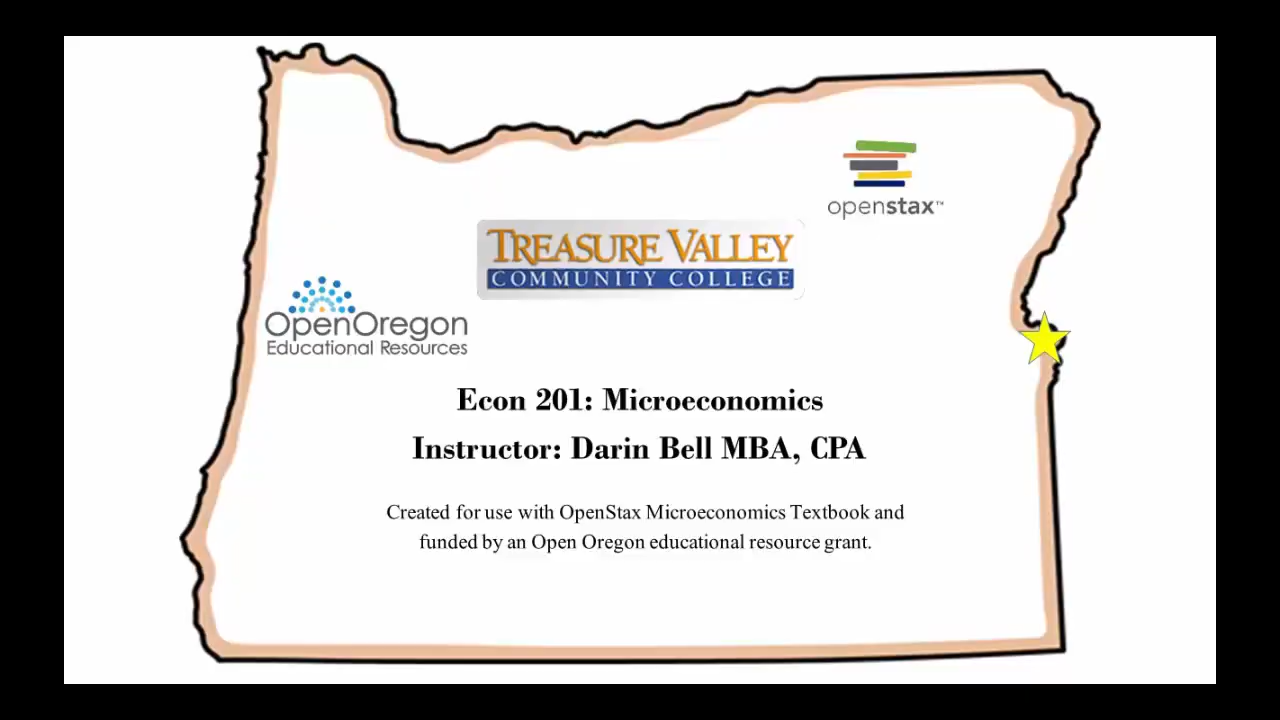 openstax™
TREASURE VALLEY
COMMUNITY COLLEGE
OpenOregon
Educational Resources
Econ 201: Microeconomics
Instructor: Darin Bell MBA, CPA
Created for use with OpenStax Microeconomics Textbook and
funded by an Open Oregon educational resource grant.